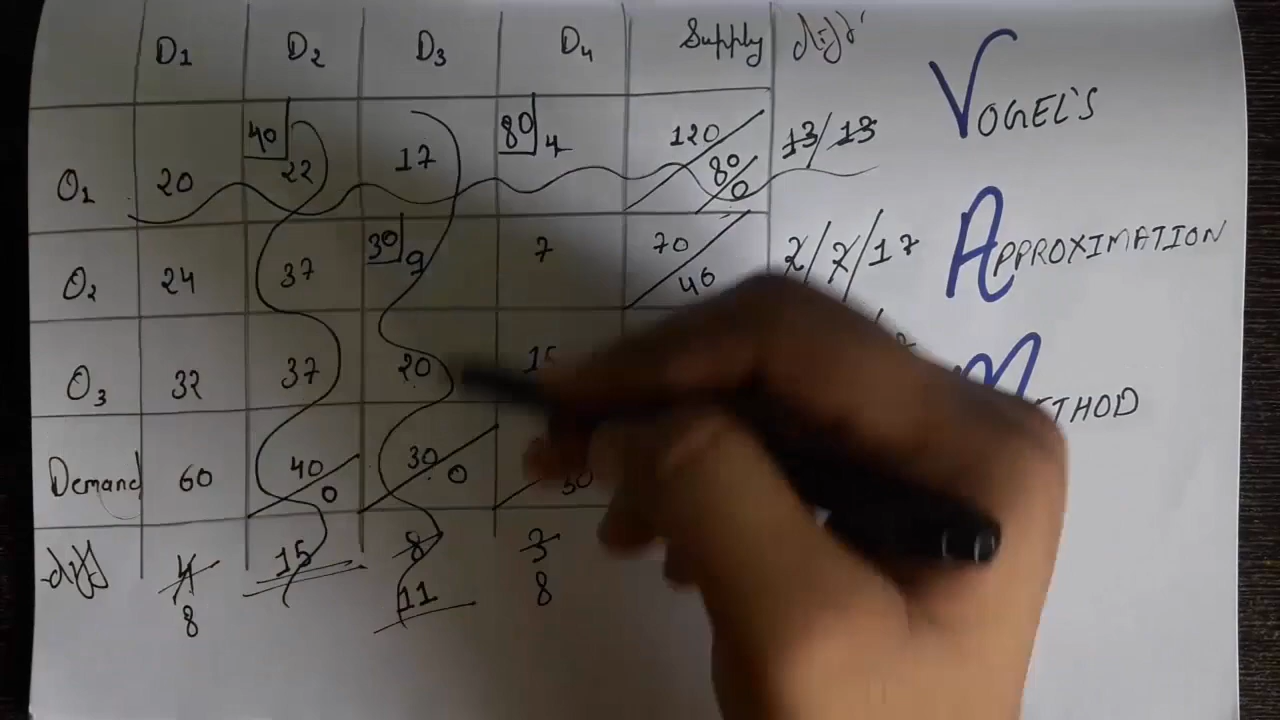 D1 D2 D3 D4 Supply diff
40 80
O1 20 22 17 4 120 80 0 13/13
30
O2 24 37 9 7 70 40 2/2/17
O3 32 37 20 15
Demand 60 40 0 30 0 50
diff 4 15 8 3
8 11 8
VOGEL'S
APPROXIMATION
METHOD